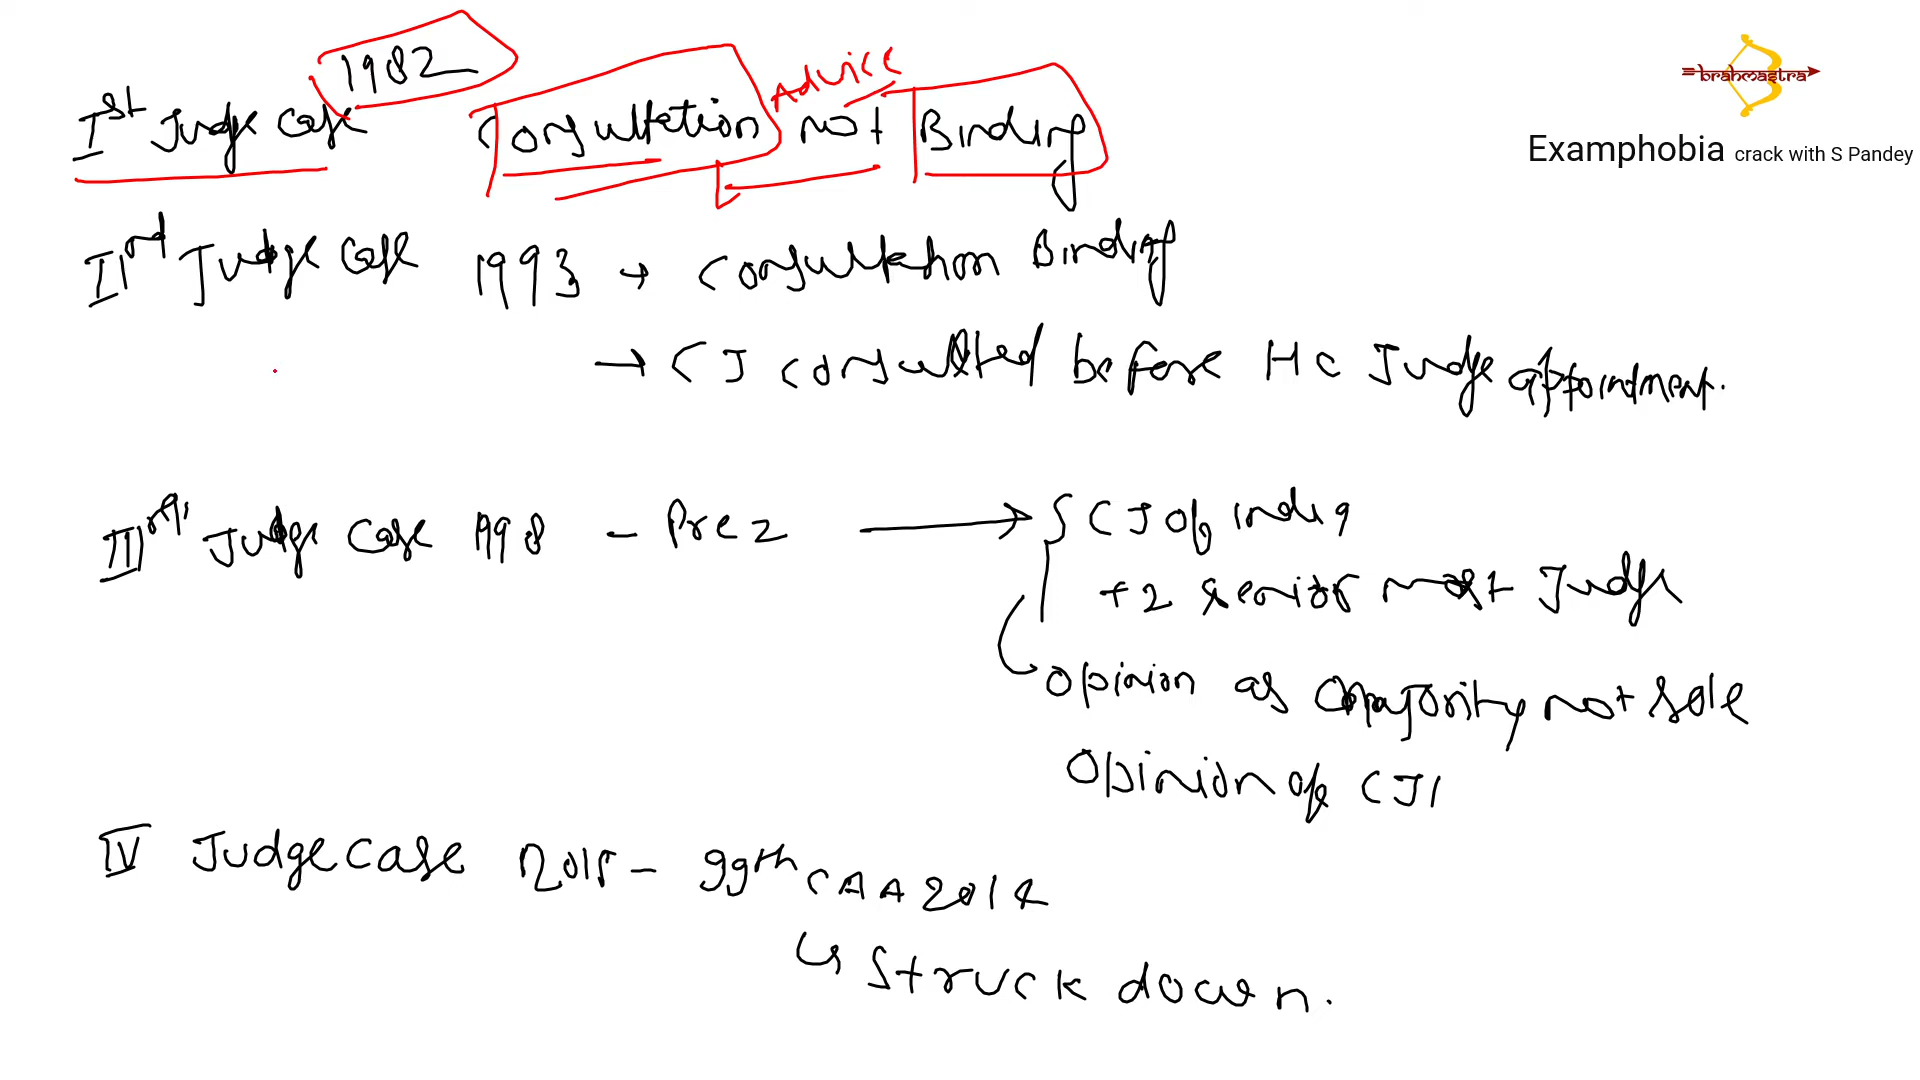 1982
Advice
Ist Judge Case Consultation not Binding
brahmastra
Examphobia crack with S Pandey
IInd Judge Case 1993 → Consultation Binding
→ CJ consulted before HC Judge appointment.
IIIrd Judge Case 1998 - Prez → CJ of India
+2 senior most Judge
Opinion as majority not sole
Opinion of CJI
IV Judge Case 2015 - 99th CAA 2014
↳ Struck down.